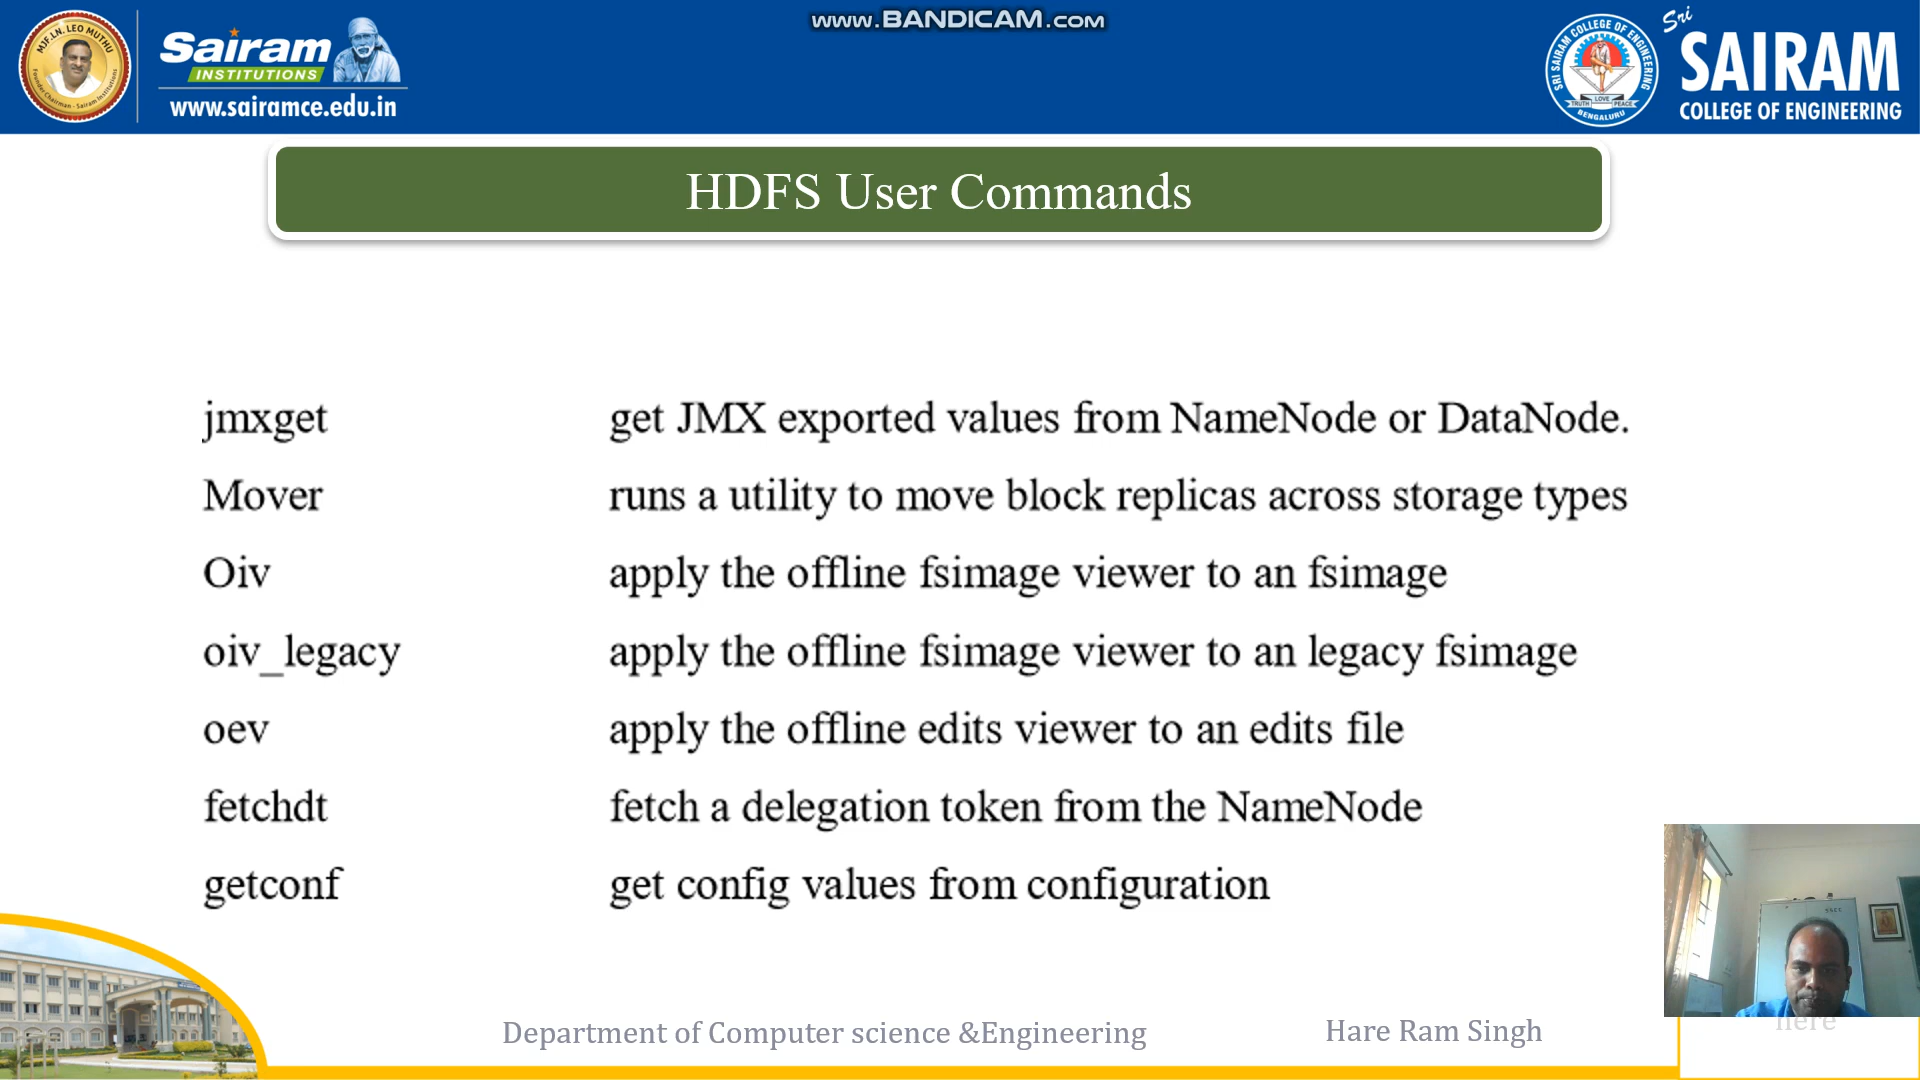 www.BANDICAM.com
MJF.LN. LEO MUTHU
Founder Chairman - Sairam Institutions
Sairam
INSTITUTIONS
www.sairamce.edu.in
SRI SAIRAM COLLEGE OF ENGINEERING
TRUTH LOVE PEACE
BENGALURU
Sri
SAIRAM
COLLEGE OF ENGINEERING
HDFS User Commands
jmxget get JMX exported values from NameNode or DataNode.
Mover runs a utility to move block replicas across storage types
Oiv apply the offline fsimage viewer to an fsimage
oiv_legacy apply the offline fsimage viewer to an legacy fsimage
oev apply the offline edits viewer to an edits file
fetchdt fetch a delegation token from the NameNode
getconf get config values from configuration
Department of Computer science &Engineering
Hare Ram Singh
here